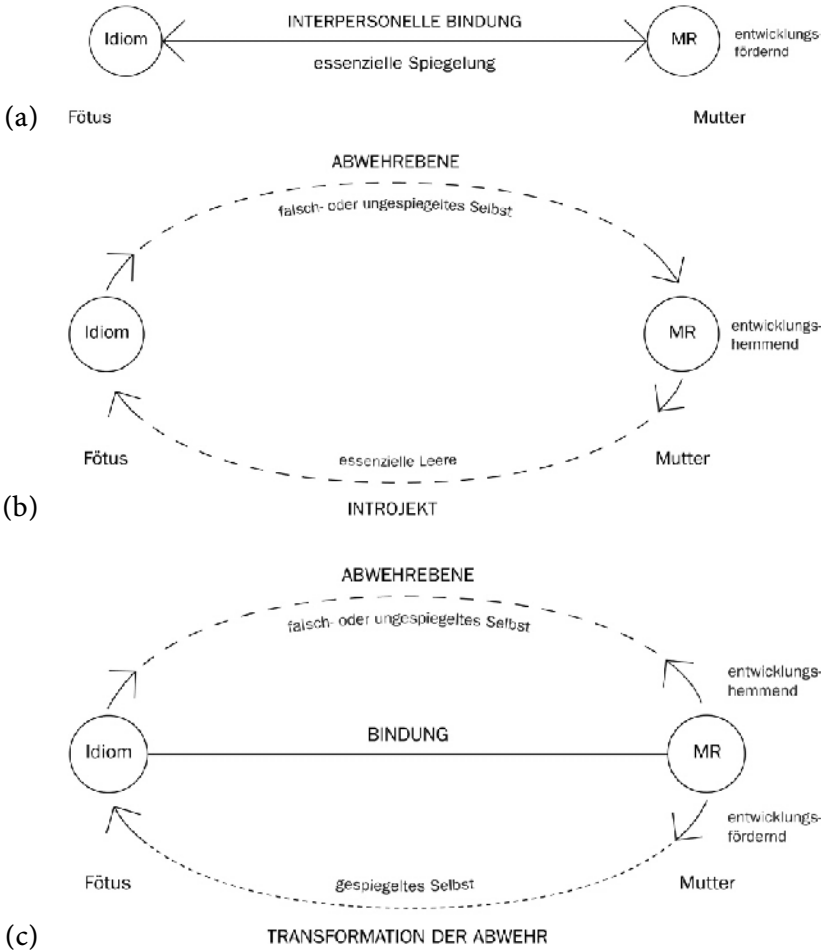 INTERPERSONELLE BINDUNG
Idiom
MR
entwicklungs-
fördernd
essenzielle Spiegelung
(a)
Fötus
Mutter
ABWEHREBENE
falsch- oder ungespiegeltes Selbst
Idiom
MR
entwicklungs-
hemmend
Fötus
essenzielle Leere
Mutter
(b)
INTROJEKT
ABWEHREBENE
falsch- oder ungespiegeltes Selbst
entwicklungs-
hemmend
BINDUNG
Idiom
MR
entwicklungs-
fördernd
Fötus
gespiegeltes Selbst
Mutter
(c)
TRANSFORMATION DER ABWEHR